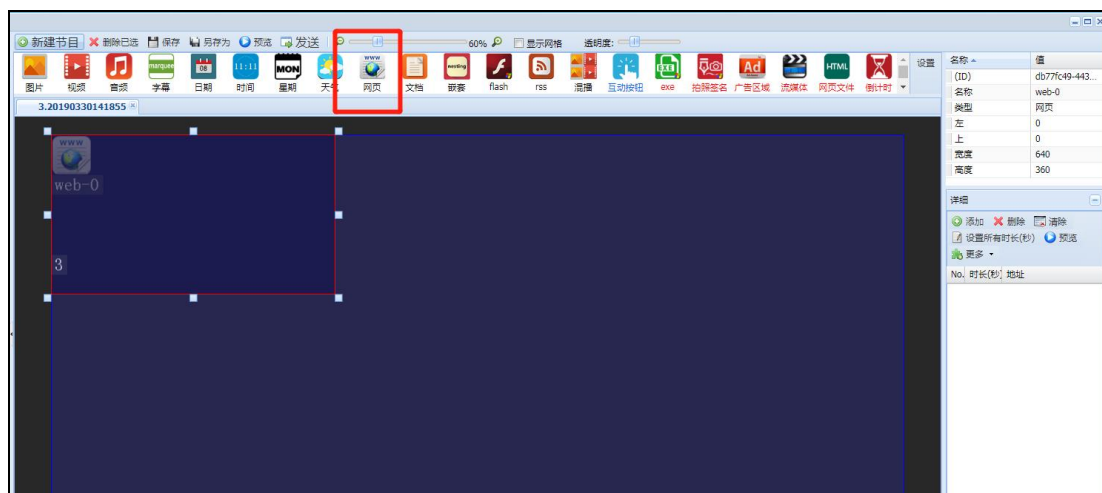 新建节目 删除已选 保存 另存为 预览 发送 60% 显示网格 透明度:
marquee 08 11:11 MON www nesting EXE Ad HTML
图片 视频 音频 字幕 日期 时间 星期 天气 网页 文档 嵌套 flash rss 混播 互动按钮 exe 拍照签名 广告区域 流媒体 网页文件 倒计时 设置
3.20190330141855
www
web-0
3
名称 值
(ID) db77fc49-443...
名称 web-0
类型 网页
左 0
上 0
宽度 640
高度 360
详细
添加 删除 清除
设置所有时长(秒) 预览
更多
No. 时长(秒) 地址